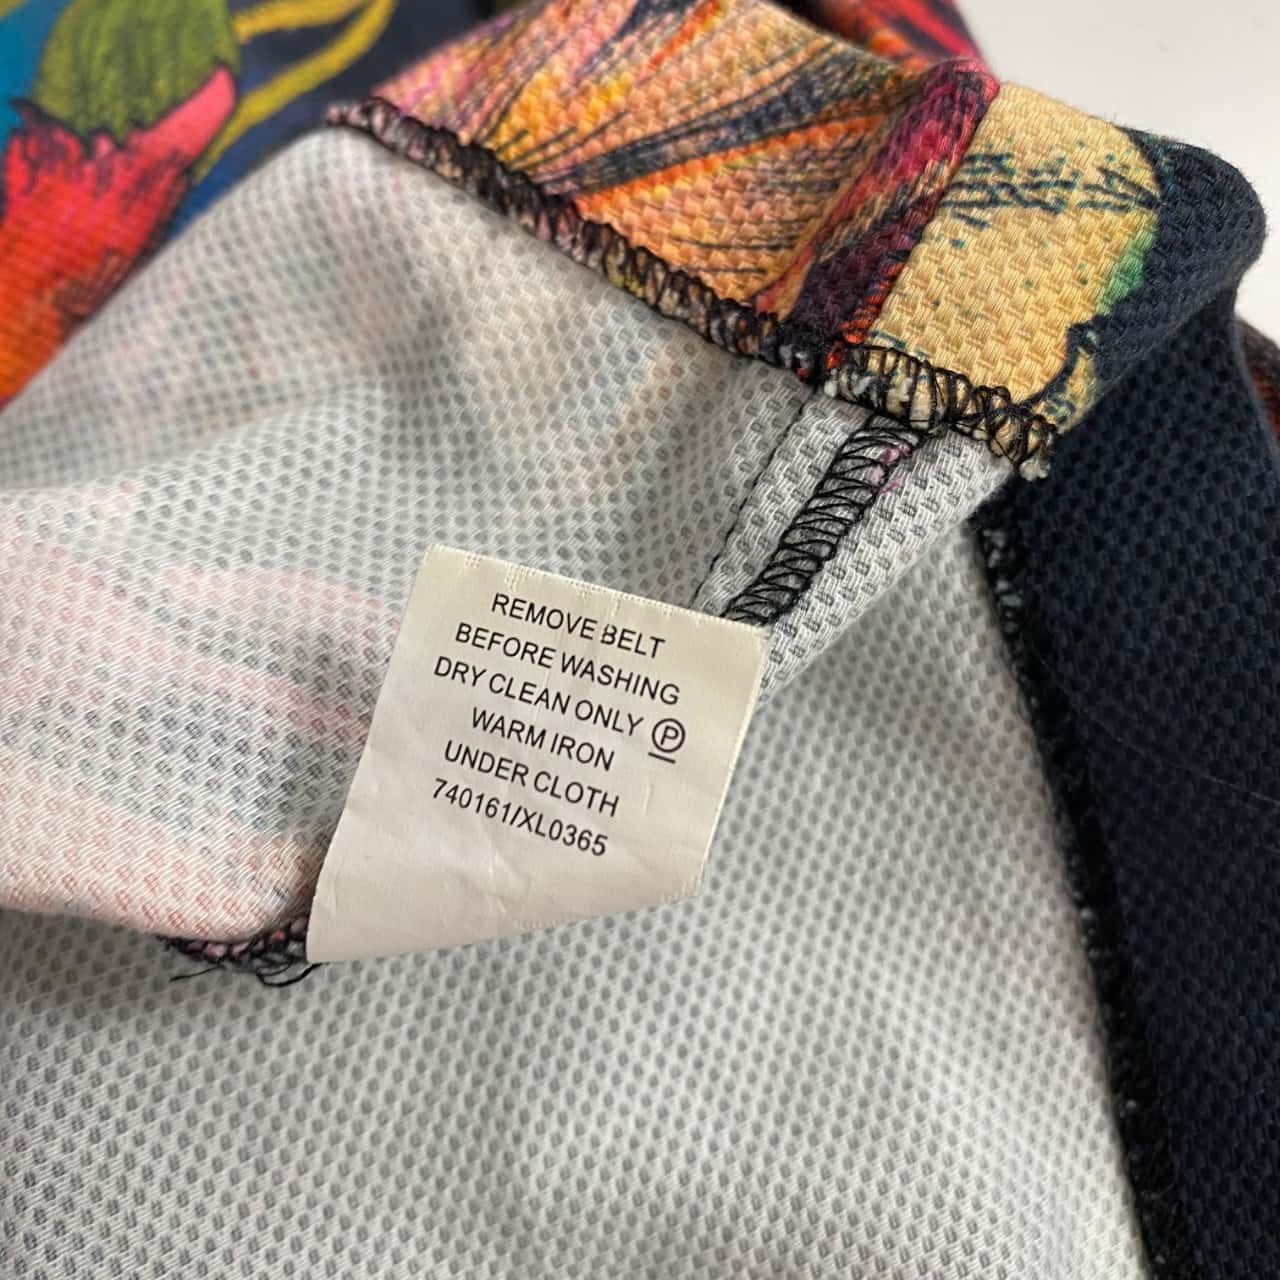 REMOVE BELT
BEFORE WASHING
DRY CLEAN ONLY Ⓟ
WARM IRON
UNDER CLOTH
740161/XL0365